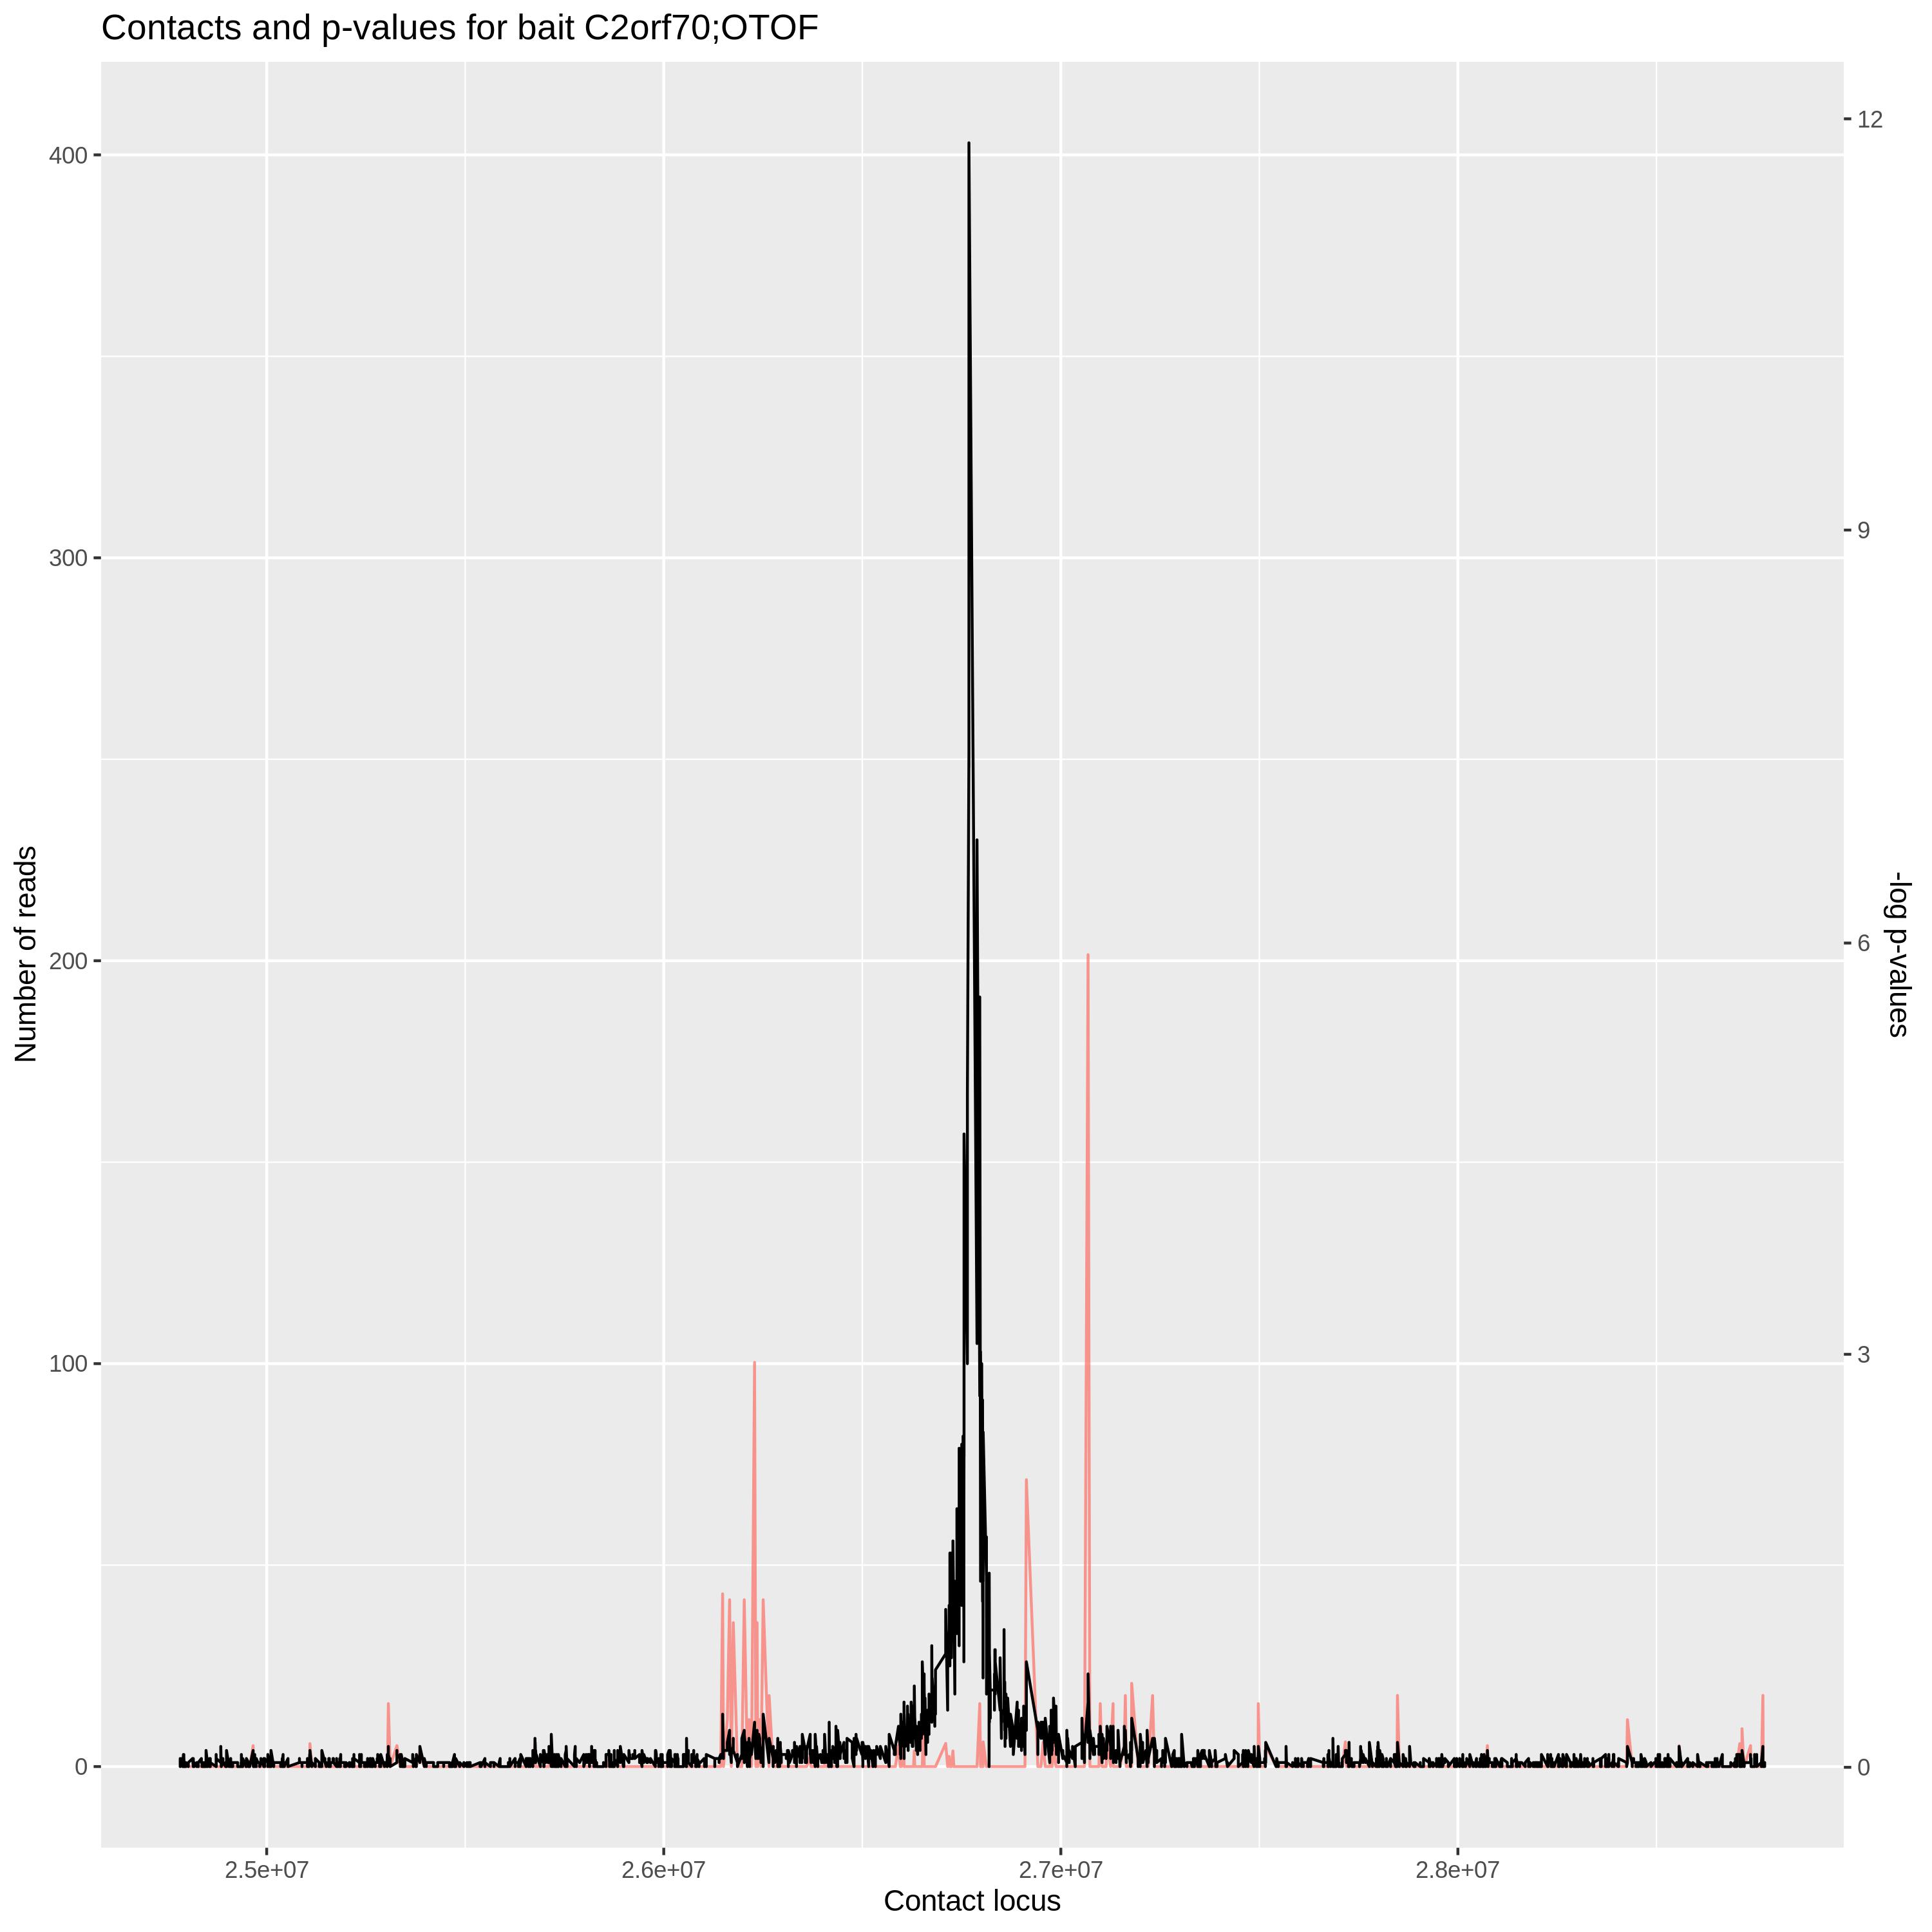 Contacts and p-values for bait C2orf70;OTOF
400
300
200
100
0
12
9
6
3
0
Number of reads
-log p-values
2.5e+07
2.6e+07
2.7e+07
2.8e+07
Contact locus